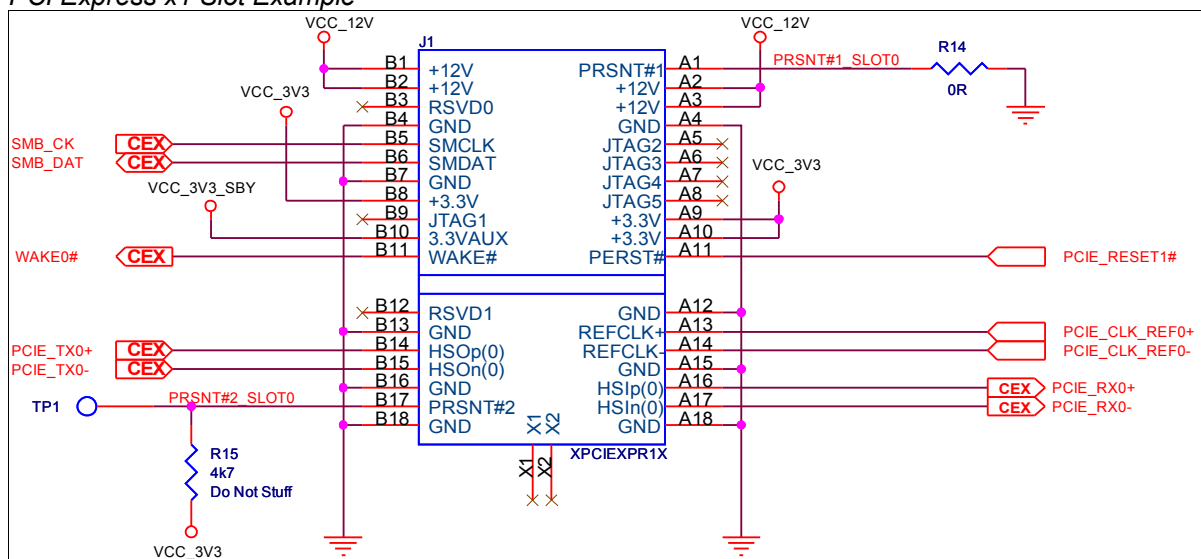 PCI Express x1 Slot Example
VCC_12V
VCC_12V
J1
R14
0R
PRSNT#1_SLOT0
B1 +12V PRSNT#1 A1
B2 +12V +12V A2
VCC_3V3
B3 RSVD0 +12V A3
B4 GND GND A4
SMB_CK CEX B5 SMCLK JTAG2 A5
SMB_DAT CEX B6 SMDAT JTAG3 A6
B7 GND JTAG4 A7
VCC_3V3
VCC_3V3_SBY
B8 +3.3V JTAG5 A8
B9 JTAG1 +3.3V A9
B10 3.3VAUX +3.3V A10
WAKE0# CEX B11 WAKE# PERST# A11 PCIE_RESET1#
B12 RSVD1 GND A12
B13 GND REFCLK+ A13 PCIE_CLK_REF0+
PCIE_TX0+ CEX B14 HSOp(0) REFCLK- A14 PCIE_CLK_REF0-
PCIE_TX0- CEX B15 HSOn(0) GND A15
B16 GND HSIp(0) A16 CEX PCIE_RX0+
TP1 PRSNT#2_SLOT0 B17 PRSNT#2 HSIn(0) A17 CEX PCIE_RX0-
B18 GND GND A18
X1 X2
XPCIEXPR1X
X1 X2
R15
4k7
Do Not Stuff
VCC_3V3